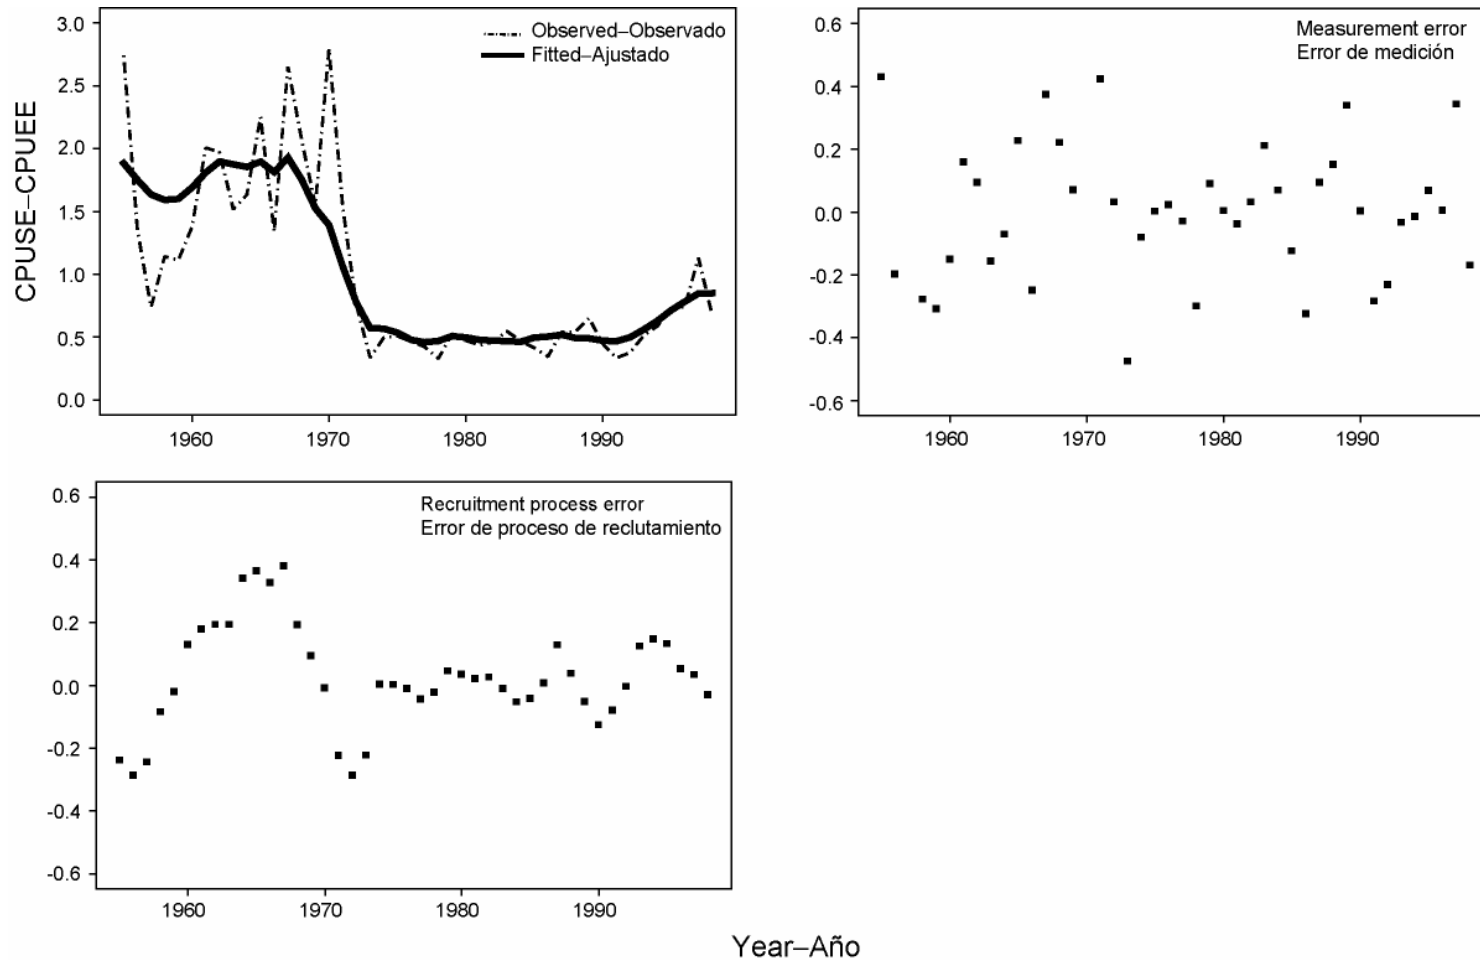 3.0
2.5
2.0
1.5
1.0
0.5
0.0
CPUSE–CPUEE
Observed–Observado
Fitted–Ajustado
1960 1970 1980 1990
0.6
0.4
0.2
0.0
-0.2
-0.4
-0.6
Measurement error
Error de medición
1960 1970 1980 1990
0.6
0.4
0.2
0.0
-0.2
-0.4
-0.6
Recruitment process error
Error de proceso de reclutamiento
1960 1970 1980 1990
Year–Año